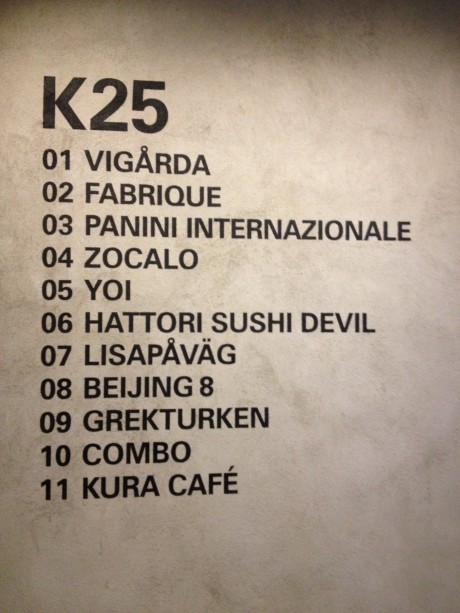 K25
01 VIGÅRDA
02 FABRIQUE
03 PANINI INTERNAZIONALE
04 ZOCALO
05 YOI
06 HATTORI SUSHI DEVIL
07 LISAPÅVÄG
08 BEIJING 8
09 GREKTURKEN
10 COMBO
11 KURA CAFÉ